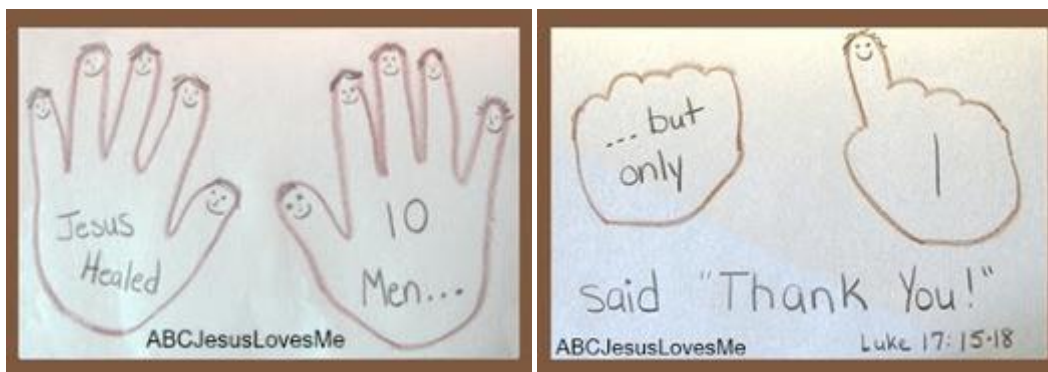 Jesus
Healed
10
Men...
ABCJesusLovesMe
... but
only
1
said "Thank You!"
Luke 17:15-18
ABCJesusLovesMe